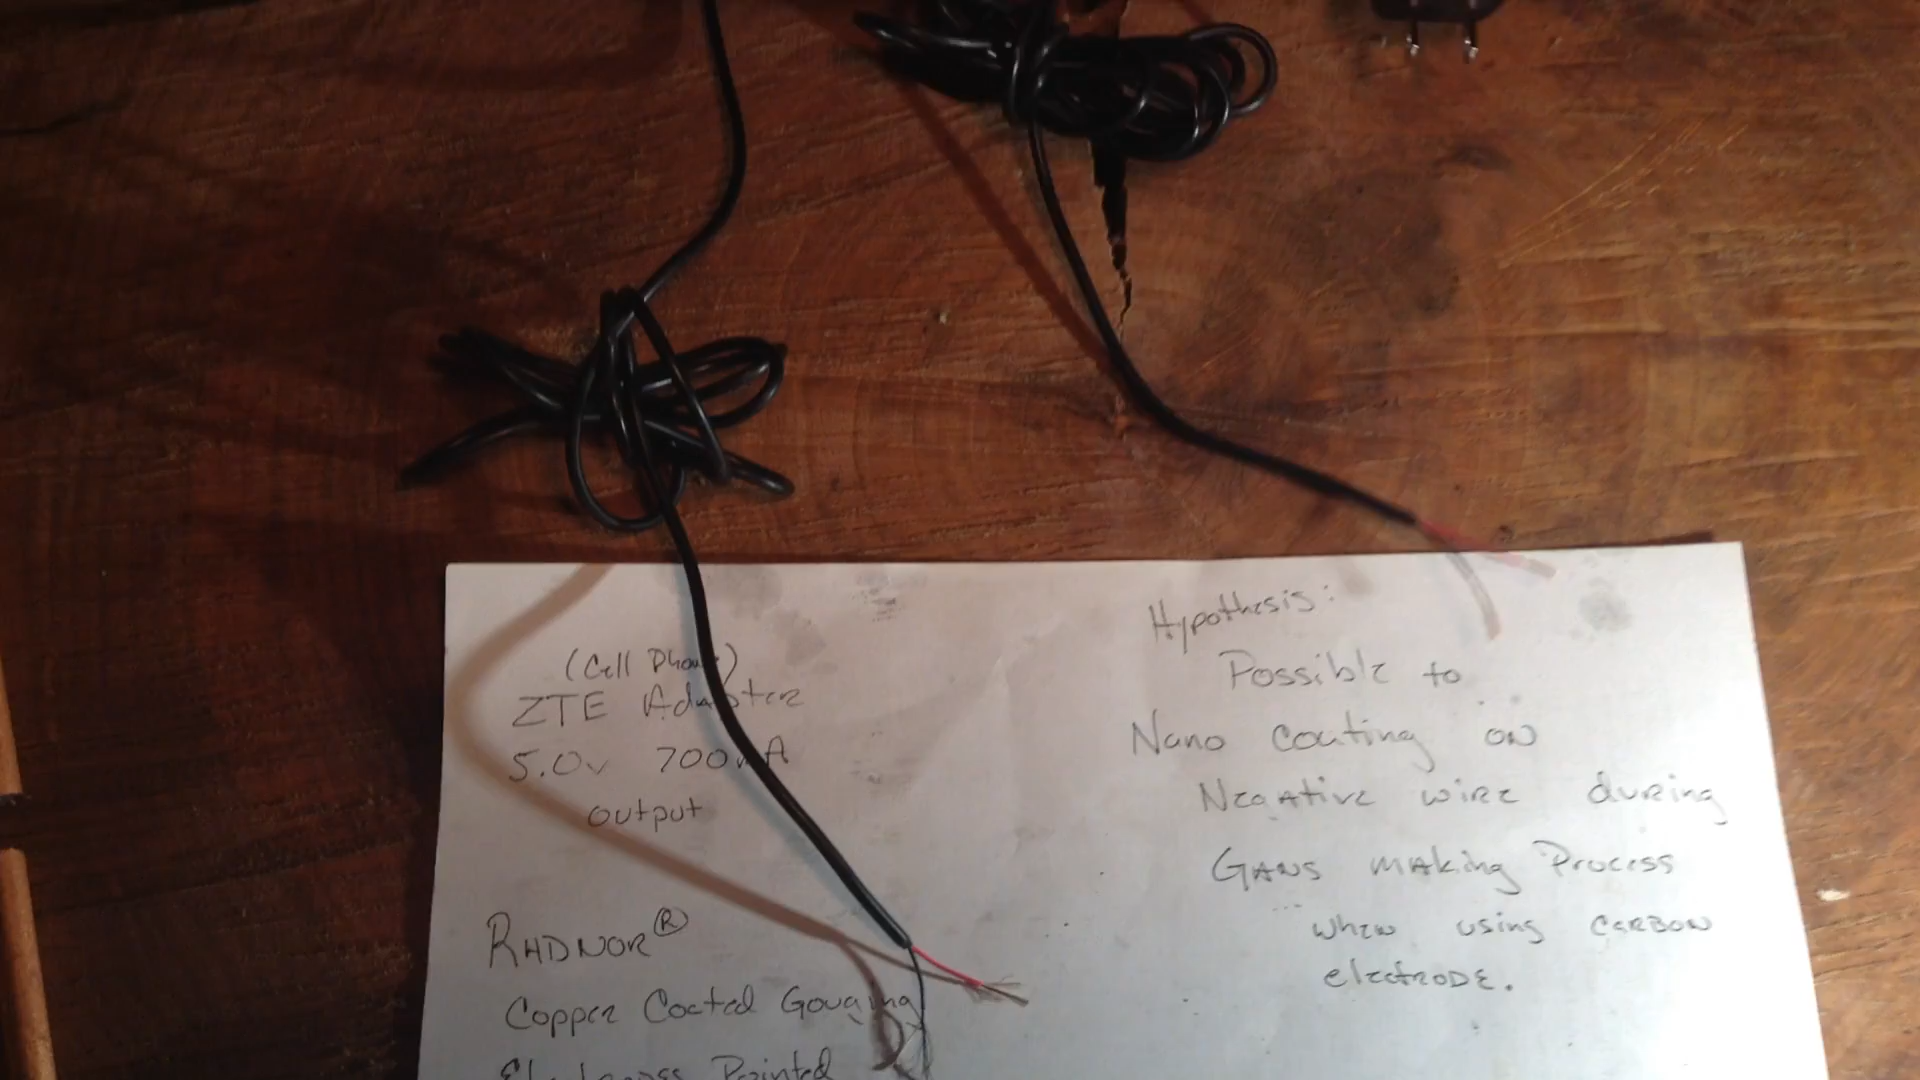 (Cell Phone)
ZTE Adapter
5.0v 700mA
output
RADNOR®
Copper Coated Gouging
Pointed
Hypothesis:
Possible to
Nano coating on
Negative wire during
GANS making Process
when using carbon
electrode.